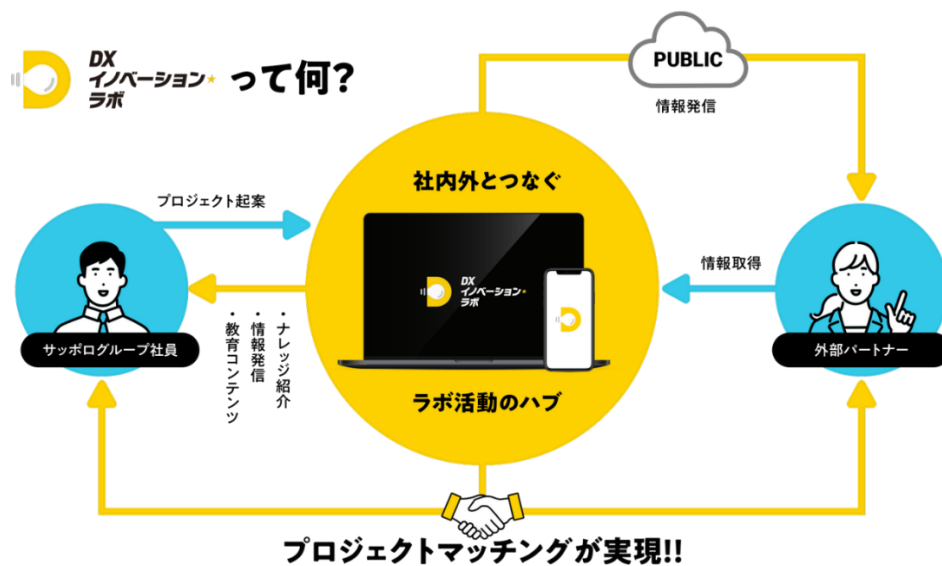 DX
イノベーション
ラボ
って何?
PUBLIC
情報発信
社内外とつなぐ
プロジェクト起案
情報取得
DX
イノベーション
ラボ
サッポログループ社員
外部パートナー
・ナレッジ紹介
・情報発信
・教育コンテンツ
ラボ活動のハブ
プロジェクトマッチングが実現!!